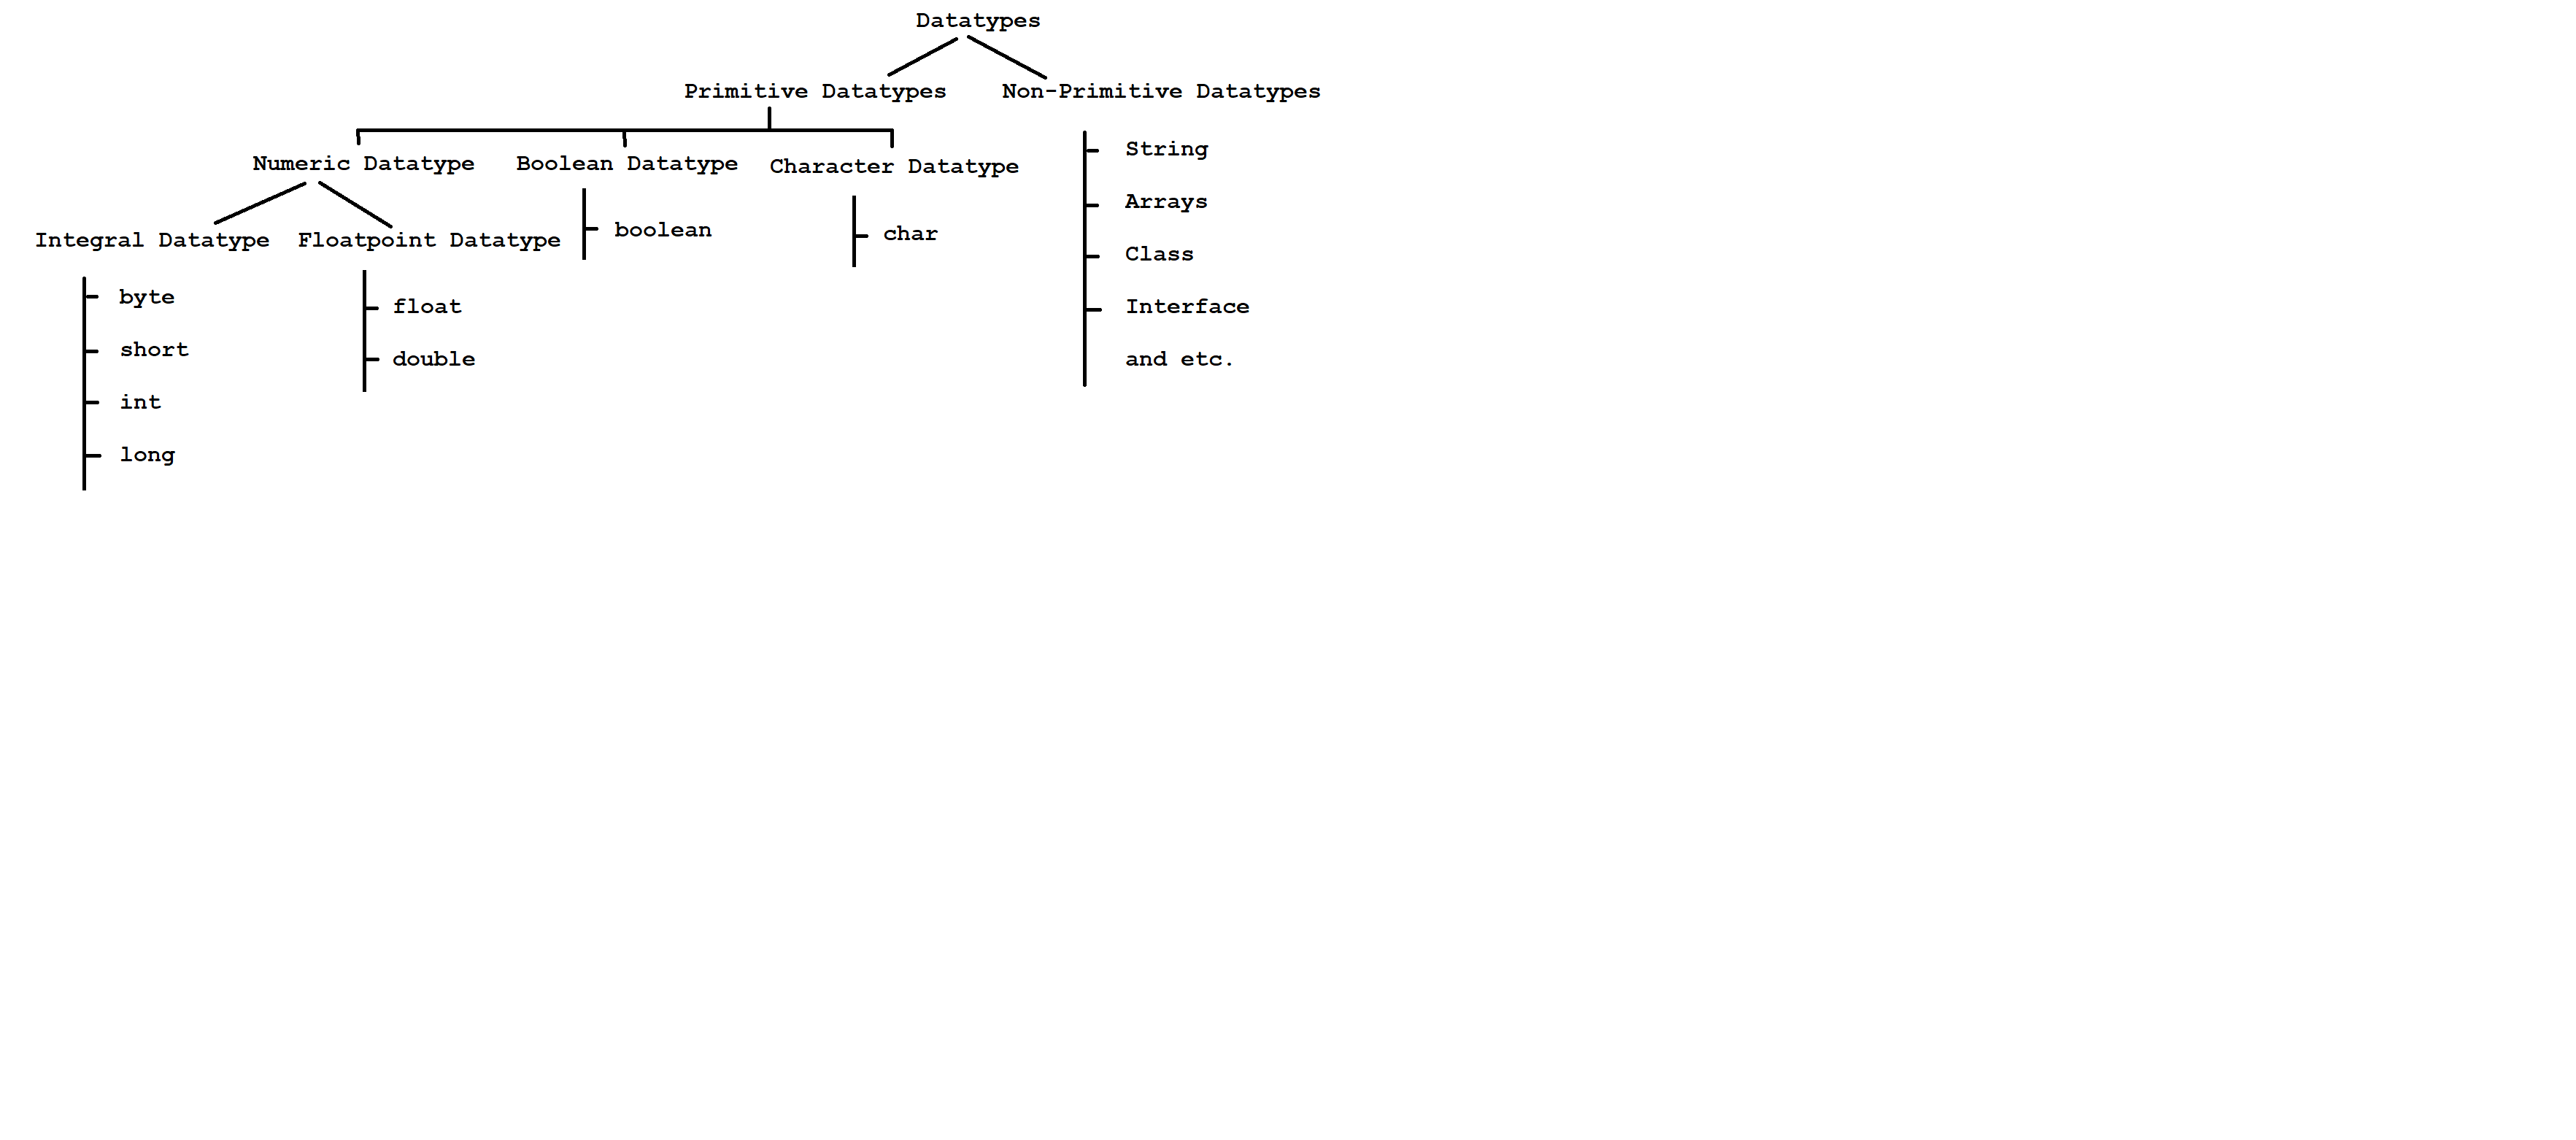 Datatypes
Primitive Datatypes Non-Primitive Datatypes
Numeric Datatype Boolean Datatype Character Datatype
Integral Datatype Floatpoint Datatype
byte
short
int
long
float
double
boolean
char
String
Arrays
Class
Interface
and etc.